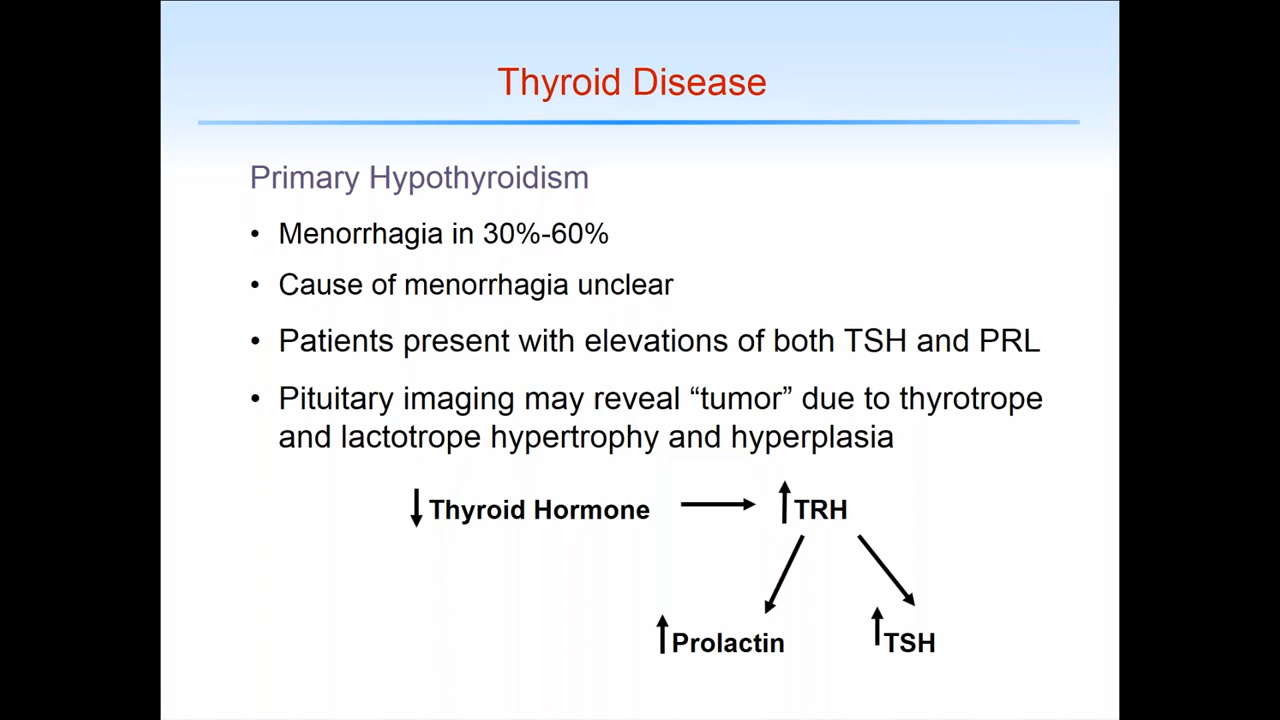 Thyroid Disease
Primary Hypothyroidism
• Menorrhagia in 30%-60%
• Cause of menorrhagia unclear
• Patients present with elevations of both TSH and PRL
• Pituitary imaging may reveal “tumor” due to thyrotrope
and lactotrope hypertrophy and hyperplasia
↓ Thyroid Hormone → ↑ TRH
↑ Prolactin ↑ TSH